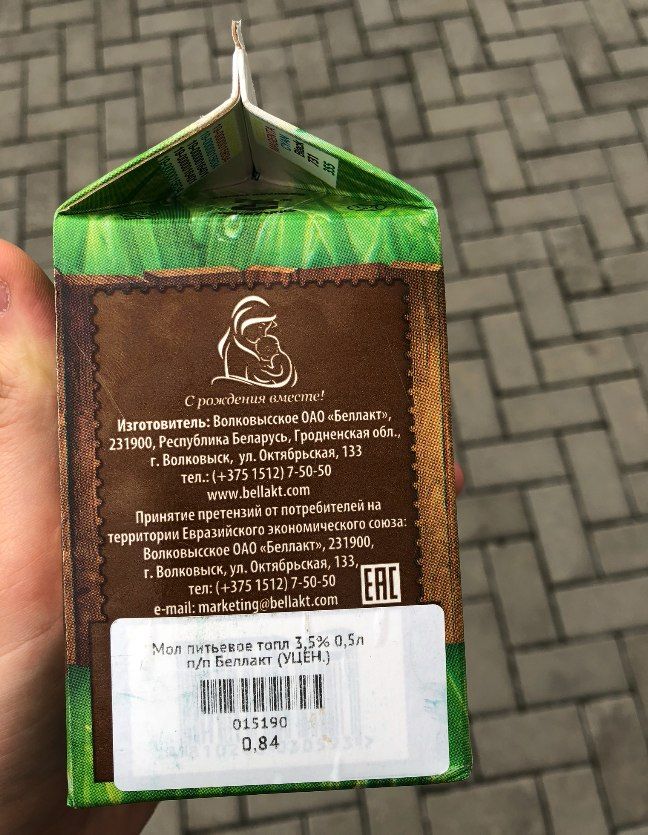 С рождения вместе!
Изготовитель: Волковысское ОАО «Беллакт»,
231900, Республика Беларусь, Гродненская обл.,
г. Волковыск, ул. Октябрьская, 133
тел.: (+375 1512) 7-50-50
www.bellakt.com
Принятие претензий от потребителей на
территории Евразийского экономического союза:
Волковысское ОАО «Беллакт», 231900,
г. Волковыск, ул. Октябрьская, 133,
тел: (+375 1512) 7-50-50
e-mail: marketing@bellakt.com
EAC
Мол питьевое топл 3,5% 0,5л
п/п Беллакт (УЦЕН.)
015190
0,84